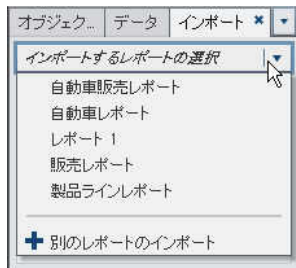 オブジェク... データ インポート
インポートするレポートの選択
自動車販売レポート
自動車レポート
レポート 1
販売レポート
製品ラインレポート
別のレポートのインポート